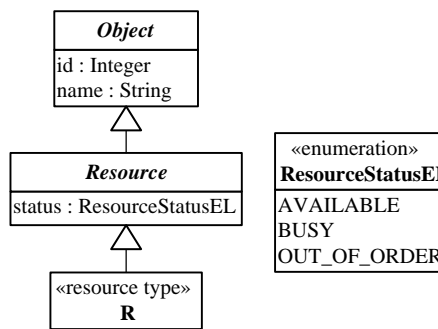 Object
id : Integer
name : String
Resource
status : ResourceStatusEL
«resource type»
R
«enumeration»
ResourceStatusEL
AVAILABLE
BUSY
OUT_OF_ORDER